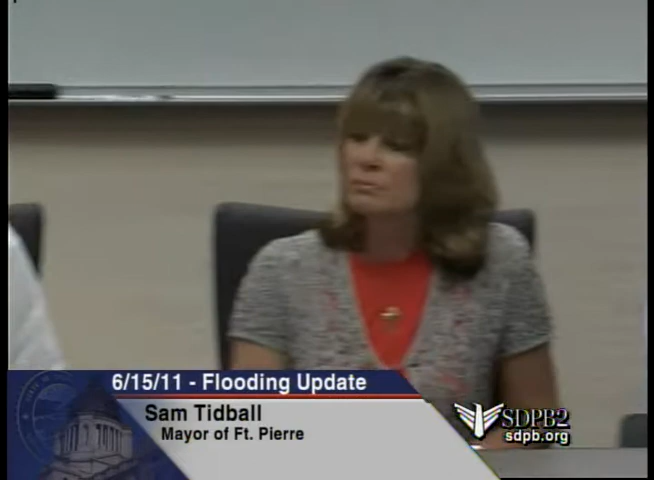 6/15/11 - Flooding Update
Sam Tidball
Mayor of Ft. Pierre
SDPB2
sdpb.org